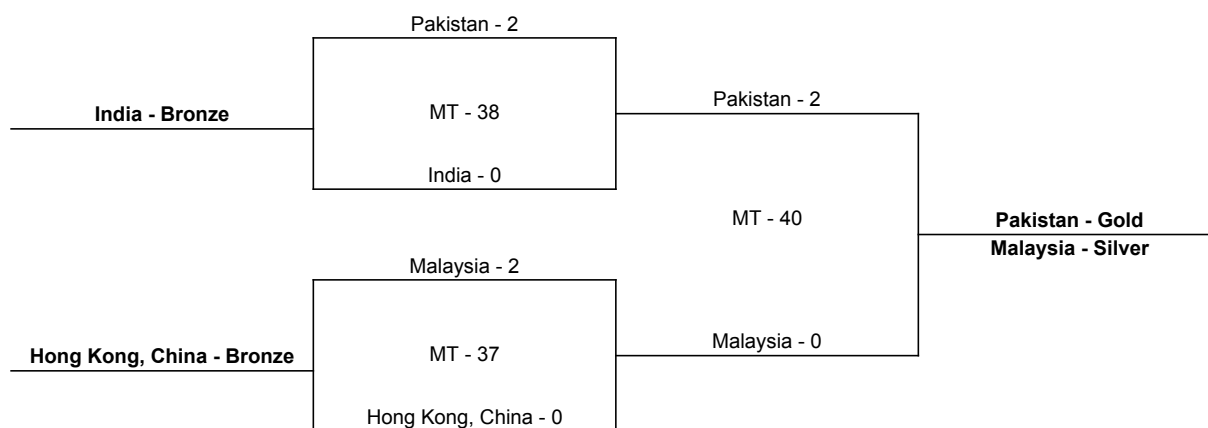 Pakistan - 2
India - Bronze
MT - 38
Pakistan - 2
India - 0
MT - 40
Pakistan - Gold
Malaysia - Silver
Malaysia - 2
Hong Kong, China - Bronze
MT - 37
Malaysia - 0
Hong Kong, China - 0